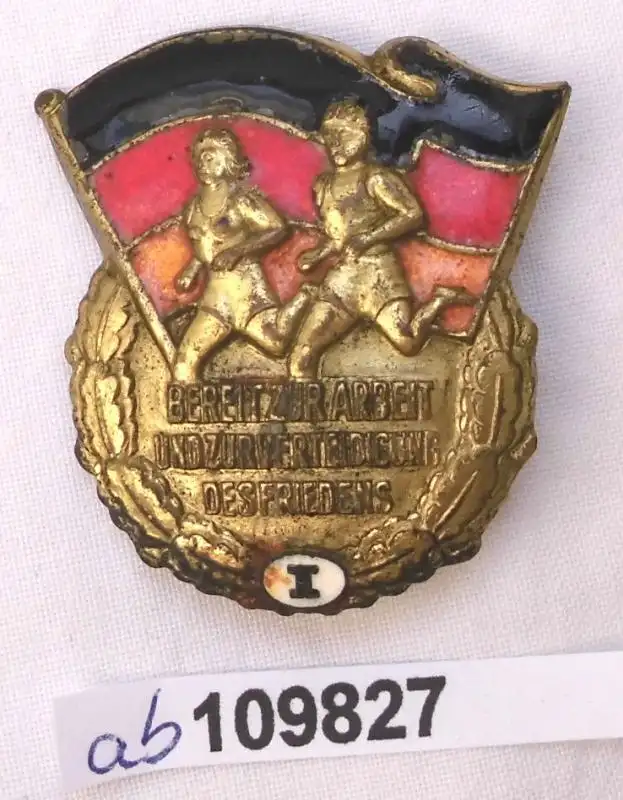 BEREIT ZUR ARBEIT
UND ZUR VERTEIDIGUNG
DES FRIEDENS
I
ab 109827